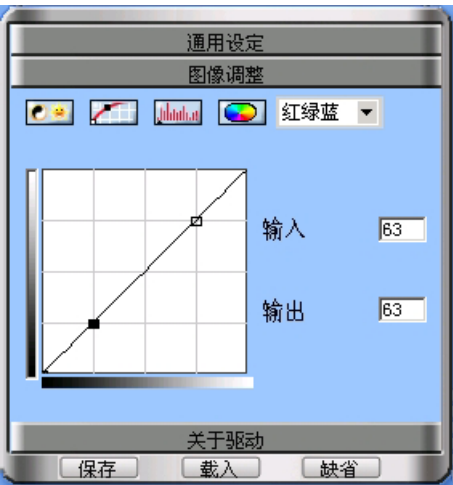 通用设定
图像调整
红绿蓝
输入 63
输出 63
关于驱动
保存 载入 缺省